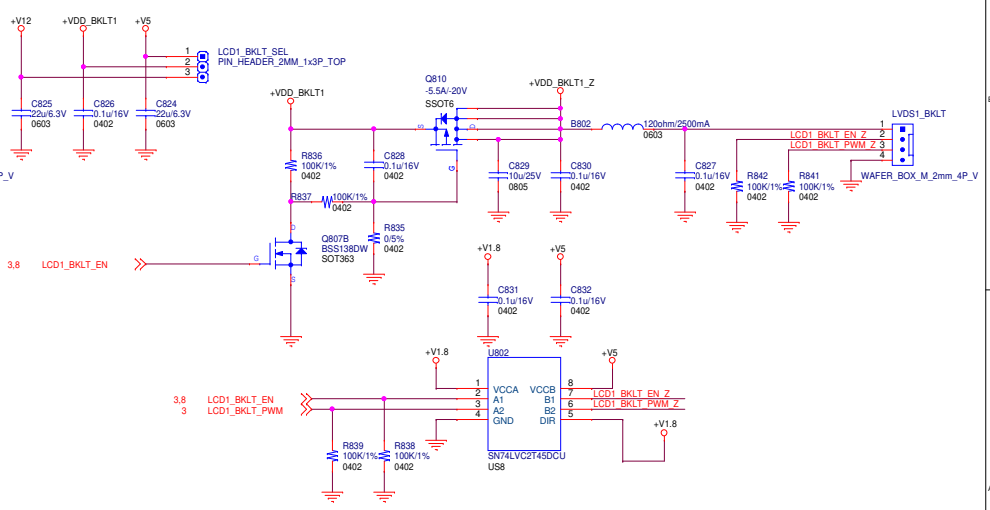 +V12
+VDD_BKLT1
+V5
1
2
3
LCD1_BKLT_SEL
PIN_HEADER_2MM_1x3P_TOP
C825
22u/6.3V
0603
C826
0.1u/16V
0402
C824
22u/6.3V
0603
P_V
+VDD_BKLT1
R836
100K/1%
0402
C828
0.1u/16V
0402
R837
100K/1%
0402
R835
0/5%
0402
Q810
-5.5A/-20V
SSOT6
S
D
G
+VDD_BKLT1_Z
B802
120ohm/2500mA
0603
C829
10u/25V
0805
C830
0.1u/16V
0402
C827
0.1u/16V
0402
R842
100K/1%
0402
R841
100K/1%
0402
LVDS1_BKLT
1
LCD1_BKLT_EN_Z 2
LCD1_BKLT_PWM_Z 3
4
WAFER_BOX_M_2mm_4P_V
3,8 LCD1_BKLT_EN
D
G
S
Q807B
BSS138DW
SOT363
+V1.8
C831
0.1u/16V
0402
+V5
C832
0.1u/16V
0402
+V1.8
U802
+V5
1 VCCA VCCB 8
2 A1 B1 7 LCD1_BKLT_EN_Z
3 A2 B2 6 LCD1_BKLT_PWM_Z
4 GND DIR 5
+V1.8
SN74LVC2T45DCU
US8
3,8 LCD1_BKLT_EN
3 LCD1_BKLT_PWM
R839
100K/1%
0402
R838
100K/1%
0402